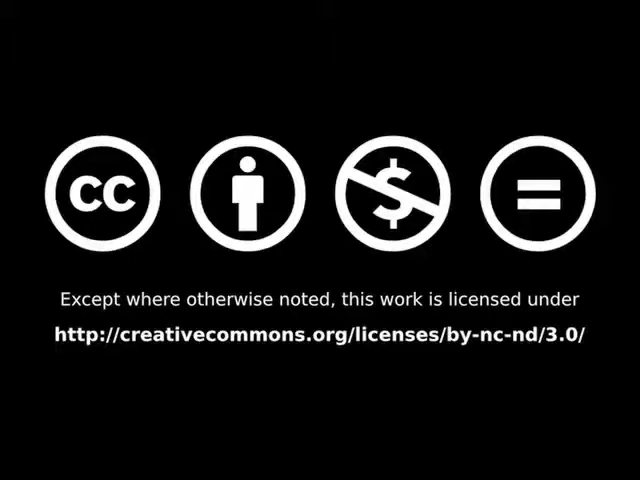 cc
$
=
Except where otherwise noted, this work is licensed under
http://creativecommons.org/licenses/by-nc-nd/3.0/